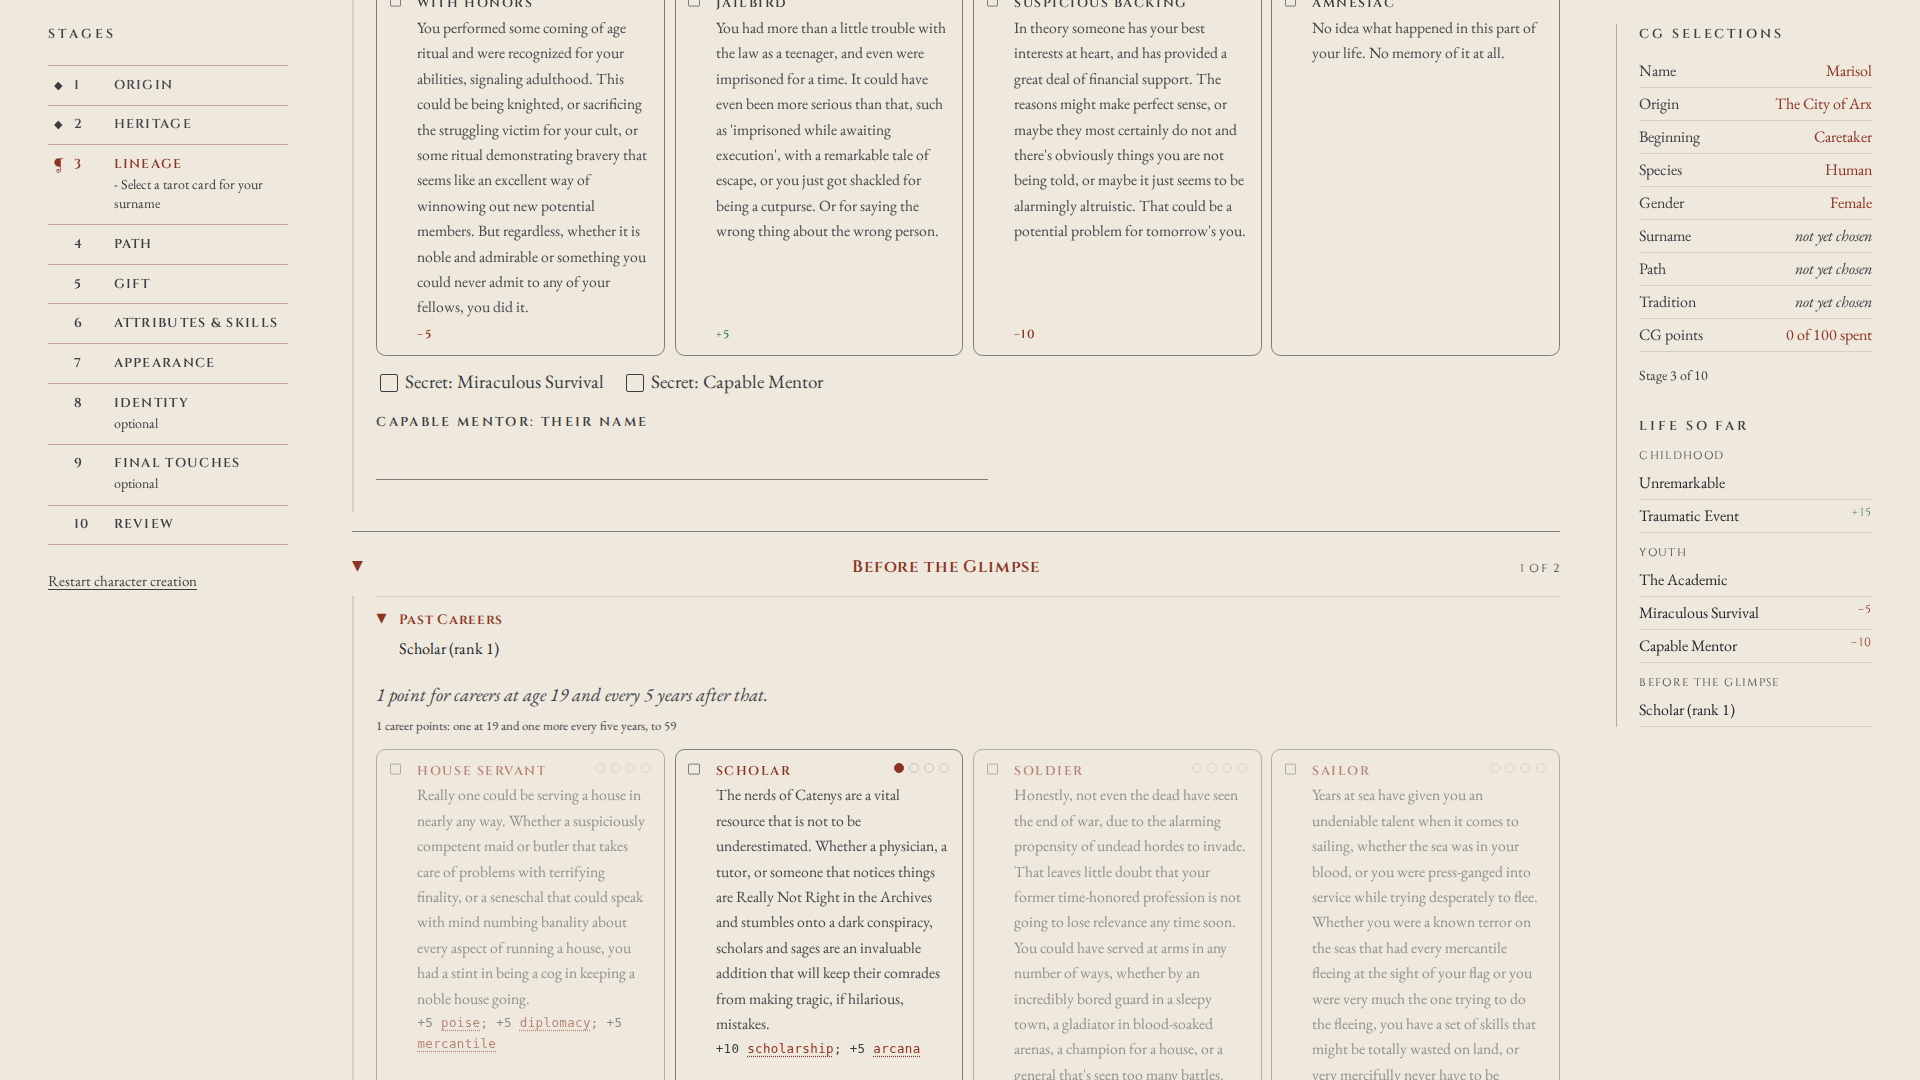 STAGES
◆ 1 ORIGIN
◆ 2 HERITAGE
¶ 3 LINEAGE
- Select a tarot card for your
surname
4 PATH
5 GIFT
6 ATTRIBUTES & SKILLS
7 APPEARANCE
8 IDENTITY
optional
9 FINAL TOUCHES
optional
10 REVIEW
Restart character creation
WITH HONORS
You performed some coming of age
ritual and were recognized for your
abilities, signaling adulthood. This
could be being knighted, or sacrificing
the struggling victim for your cult, or
some ritual demonstrating bravery that
seems like an excellent way of
winnowing out new potential
members. But regardless, whether it is
noble and admirable or something you
could never admit to any of your
fellows, you did it.
−5
JAILBIRD
You had more than a little trouble with
the law as a teenager, and even were
imprisoned for a time. It could have
even been more serious than that, such
as 'imprisoned while awaiting
execution', with a remarkable tale of
escape, or you just got shackled for
being a cutpurse. Or for saying the
wrong thing about the wrong person.
+5
SUSPICIOUS BACKING
In theory someone has your best
interests at heart, and has provided a
great deal of financial support. The
reasons might make perfect sense, or
maybe they most certainly do not and
there's obviously things you are not
being told, or maybe it just seems to be
alarmingly altruistic. That could be a
potential problem for tomorrow's you.
−10
AMNESIAC
No idea what happened in this part of
your life. No memory of it at all.
Secret: Miraculous Survival Secret: Capable Mentor
CAPABLE MENTOR: THEIR NAME
▼ BEFORE THE GLIMPSE 1 OF 2
▼ PAST CAREERS
Scholar (rank 1)
1 point for careers at age 19 and every 5 years after that.
1 career points: one at 19 and one more every five years, to 59
HOUSE SERVANT
Really one could be serving a house in
nearly any way. Whether a suspiciously
competent maid or butler that takes
care of problems with terrifying
finality, or a seneschal that could speak
with mind numbing banality about
every aspect of running a house, you
had a stint in being a cog in keeping a
noble house going.
+5 poise; +5 diplomacy; +5
mercantile
SCHOLAR
The nerds of Catenys are a vital
resource that is not to be
underestimated. Whether a physician, a
tutor, or someone that notices things
are Really Not Right in the Archives
and stumbles onto a dark conspiracy,
scholars and sages are an invaluable
addition that will keep their comrades
from making tragic, if hilarious,
mistakes.
+10 scholarship; +5 arcana
SOLDIER
Honestly, not even the dead have seen
the end of war, due to the alarming
propensity of undead hordes to invade.
That leaves little doubt that your
former time-honored profession is not
going to lose relevance any time soon.
You could have served at arms in any
number of ways, whether by an
incredibly bored guard in a sleepy
town, a gladiator in blood-soaked
arenas, a champion for a house, or a
general that's seen too many battles.
SAILOR
Years at sea have given you an
undeniable talent when it comes to
sailing, whether the sea was in your
blood, or you were press-ganged into
service while trying desperately to flee.
Whether you were a known terror on
the seas that had every mercantile
fleeing at the sight of your flag or you
were very much the one trying to do
the fleeing, you have a set of skills that
might be totally wasted on land, or
very mercifully never have to be
CG SELECTIONS
Name Marisol
Origin The City of Arx
Beginning Caretaker
Species Human
Gender Female
Surname not yet chosen
Path not yet chosen
Tradition not yet chosen
CG points 0 of 100 spent
Stage 3 of 10
LIFE SO FAR
CHILDHOOD
Unremarkable
Traumatic Event +15
YOUTH
The Academic
Miraculous Survival −5
Capable Mentor −10
BEFORE THE GLIMPSE
Scholar (rank 1)